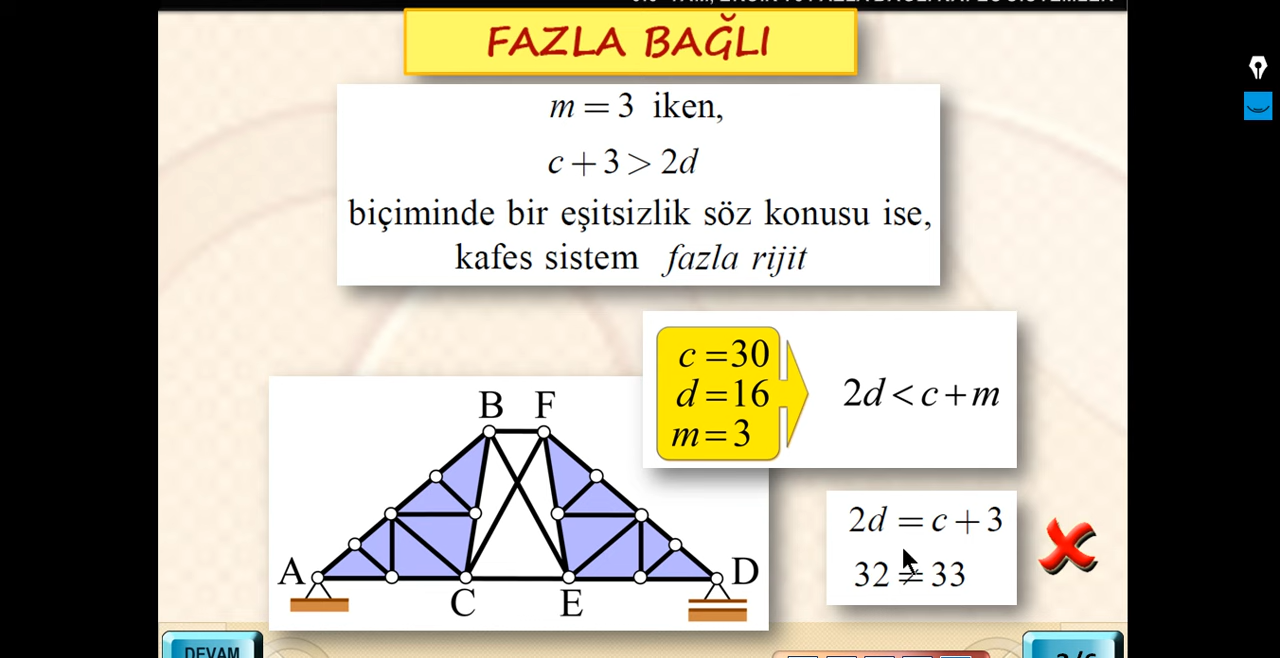 FAZLA BAĞLI
m = 3 iken,
c + 3 > 2d
biçiminde bir eşitsizlik söz konusu ise,
kafes sistem fazla rijit
c = 30
d = 16
m = 3
2d < c + m
B F
A
D
C E
2d = c + 3
32 ≠ 33
DEVAM